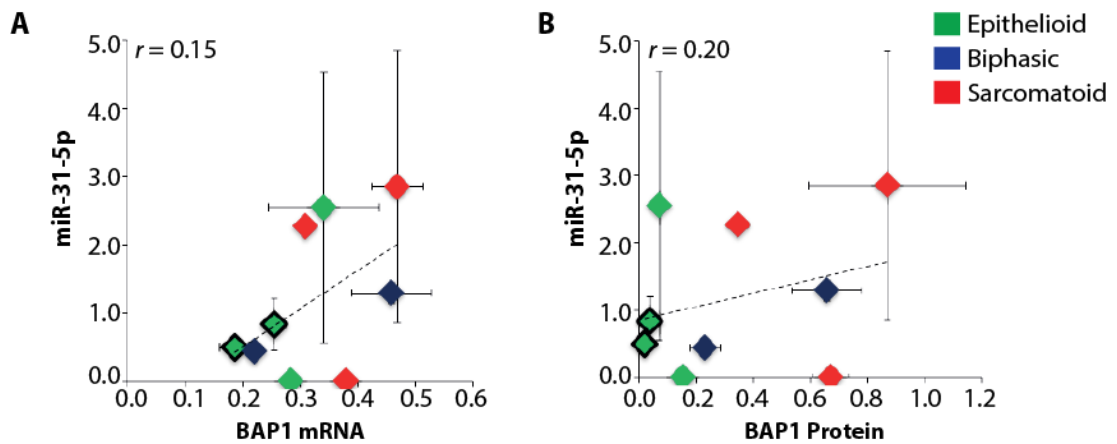 A
r = 0.15
miR-31-5p
5.0
4.0
3.0
2.0
1.0
0.0
0.0 0.1 0.2 0.3 0.4 0.5 0.6
BAP1 mRNA
B
r = 0.20
miR-31-5p
5.0
4.0
3.0
2.0
1.0
0.0
0.0 0.2 0.4 0.6 0.8 1.0 1.2
BAP1 Protein
Epithelioid
Biphasic
Sarcomatoid